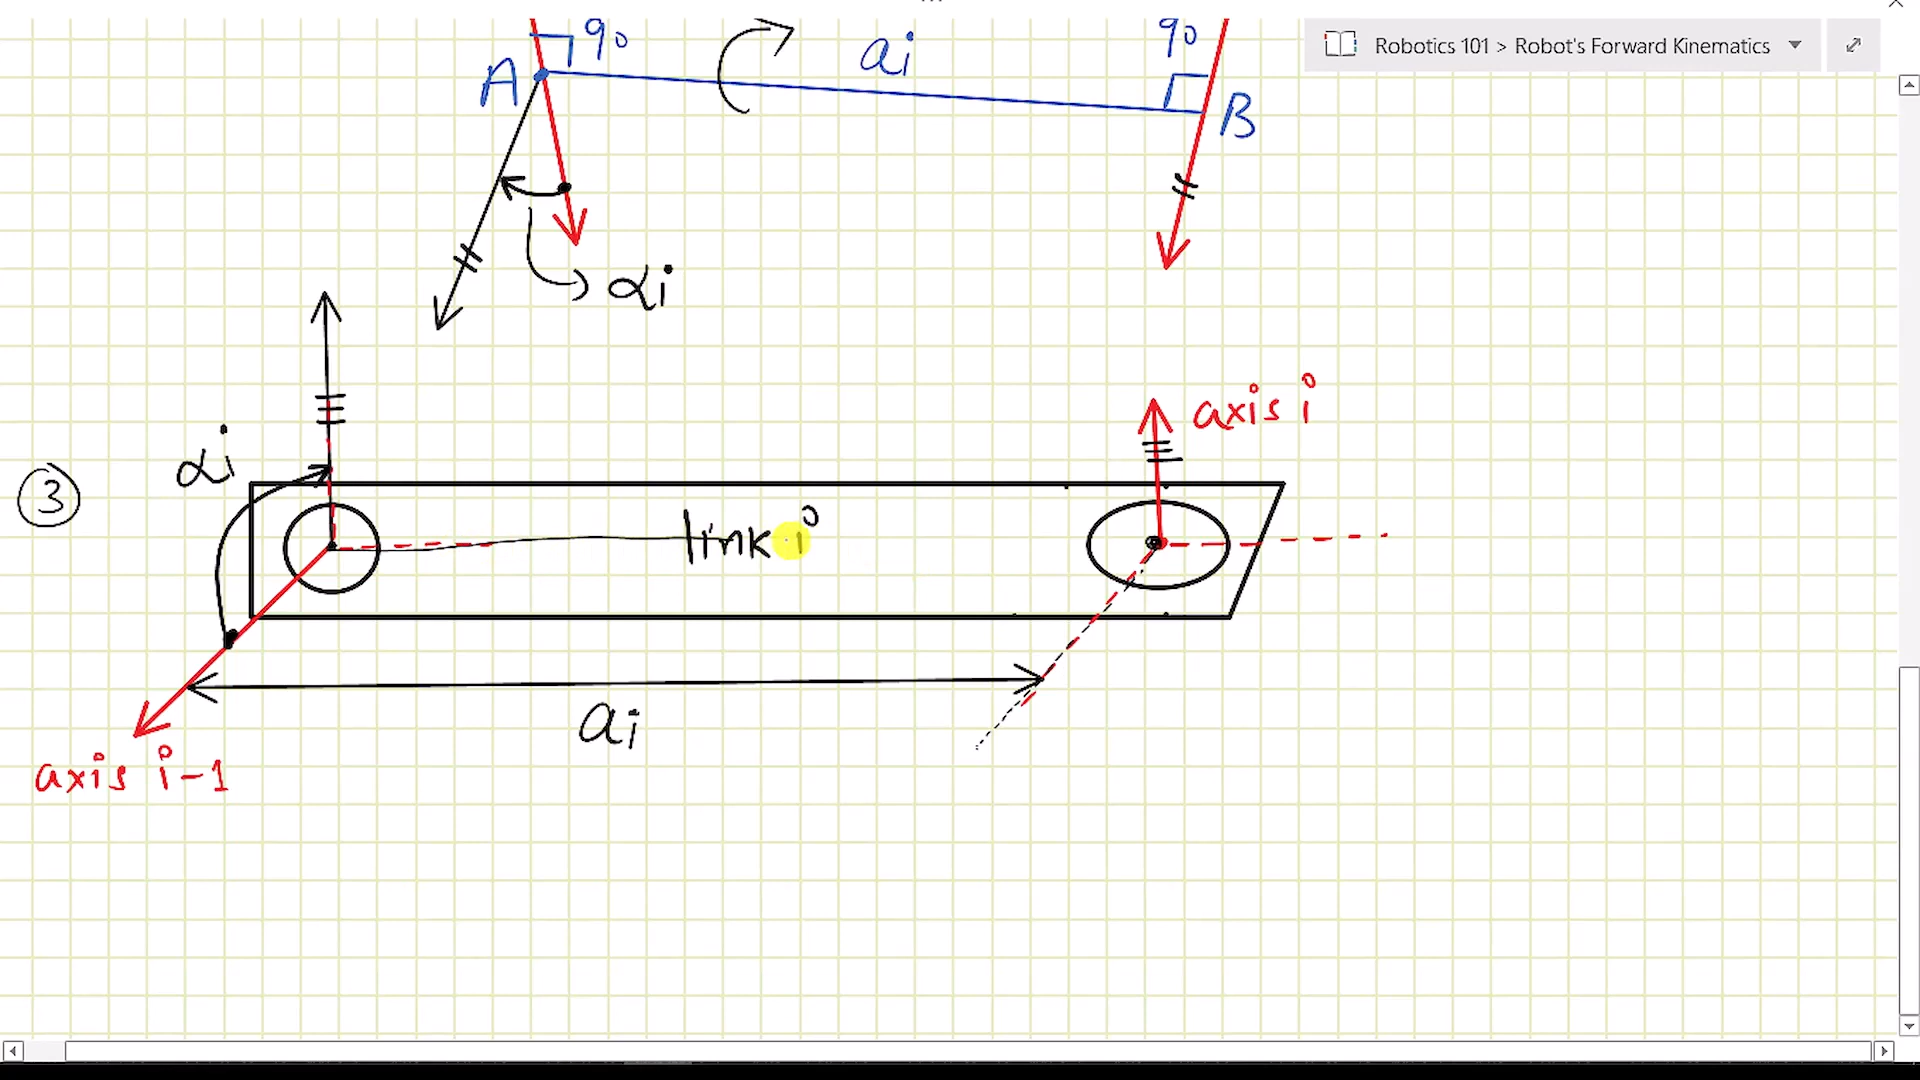 90
ai
90
Robotics 101 > Robot's Forward Kinematics
A
B
αi
axis i
αi
3
link i
ai
axis i-1